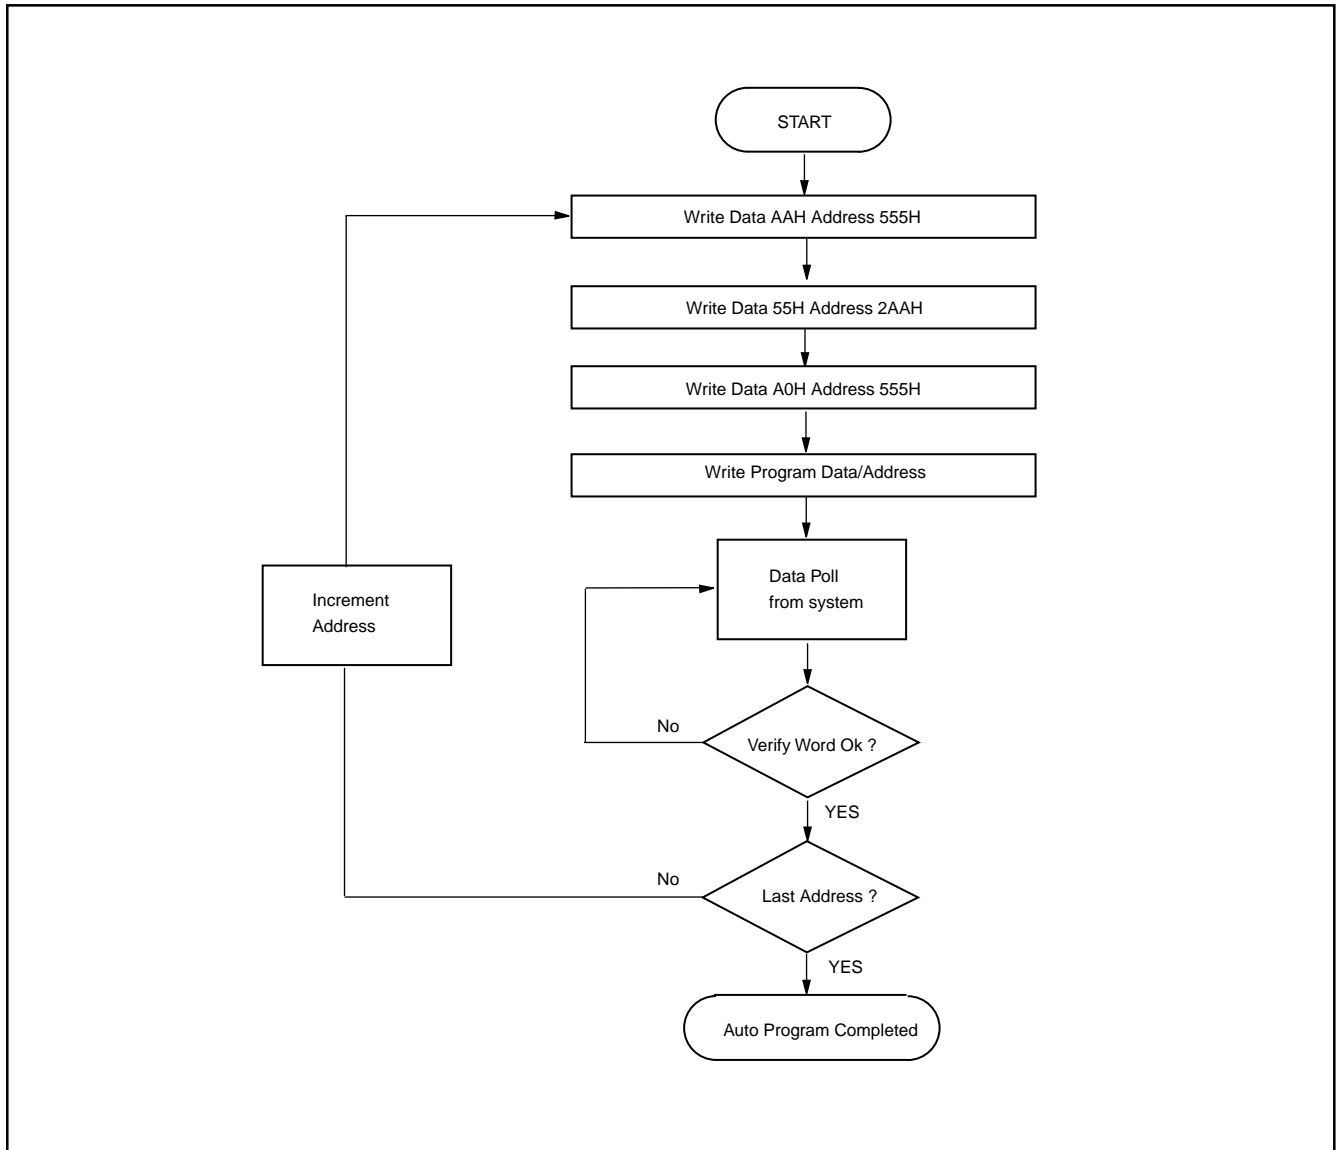 START
Write Data AAH Address 555H
Write Data 55H Address 2AAH
Write Data A0H Address 555H
Write Program Data/Address
Data Poll
from system
Increment
Address
No
Verify Word Ok ?
YES
No
Last Address ?
YES
Auto Program Completed